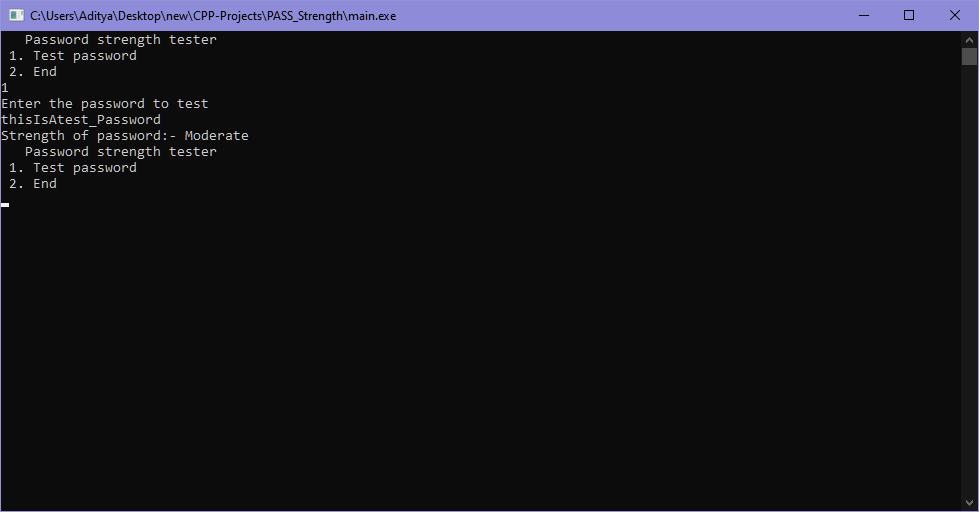 C:\Users\Aditya\Desktop\new\CPP-Projects\PASS_Strength\main.exe
Password strength tester
1. Test password
2. End
1
Enter the password to test
thisIsAtest_Password
Strength of password:- Moderate
Password strength tester
1. Test password
2. End